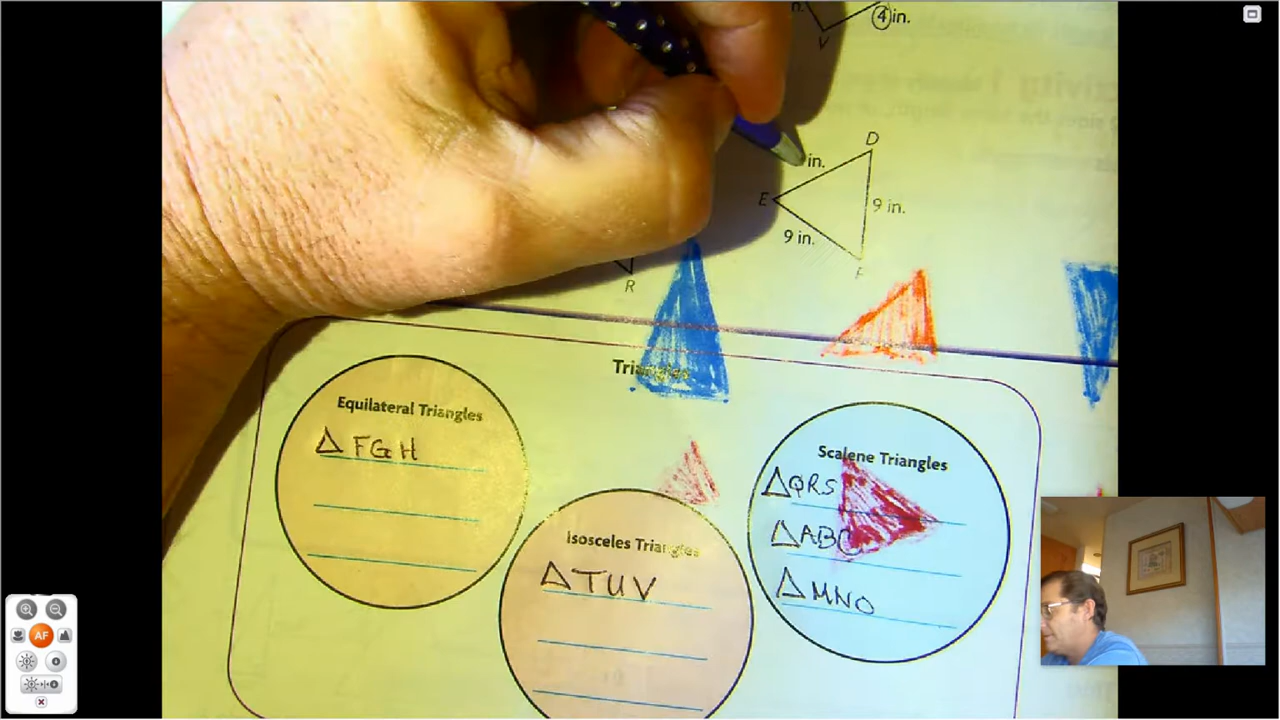 4 in.
V
D
in.
E
9 in.
9 in.
R
Triangles
Equilateral Triangles
△ FGH
Isosceles Triangles
△ TUV
Scalene Triangles
△QRS
△ABC
△MNO
AF